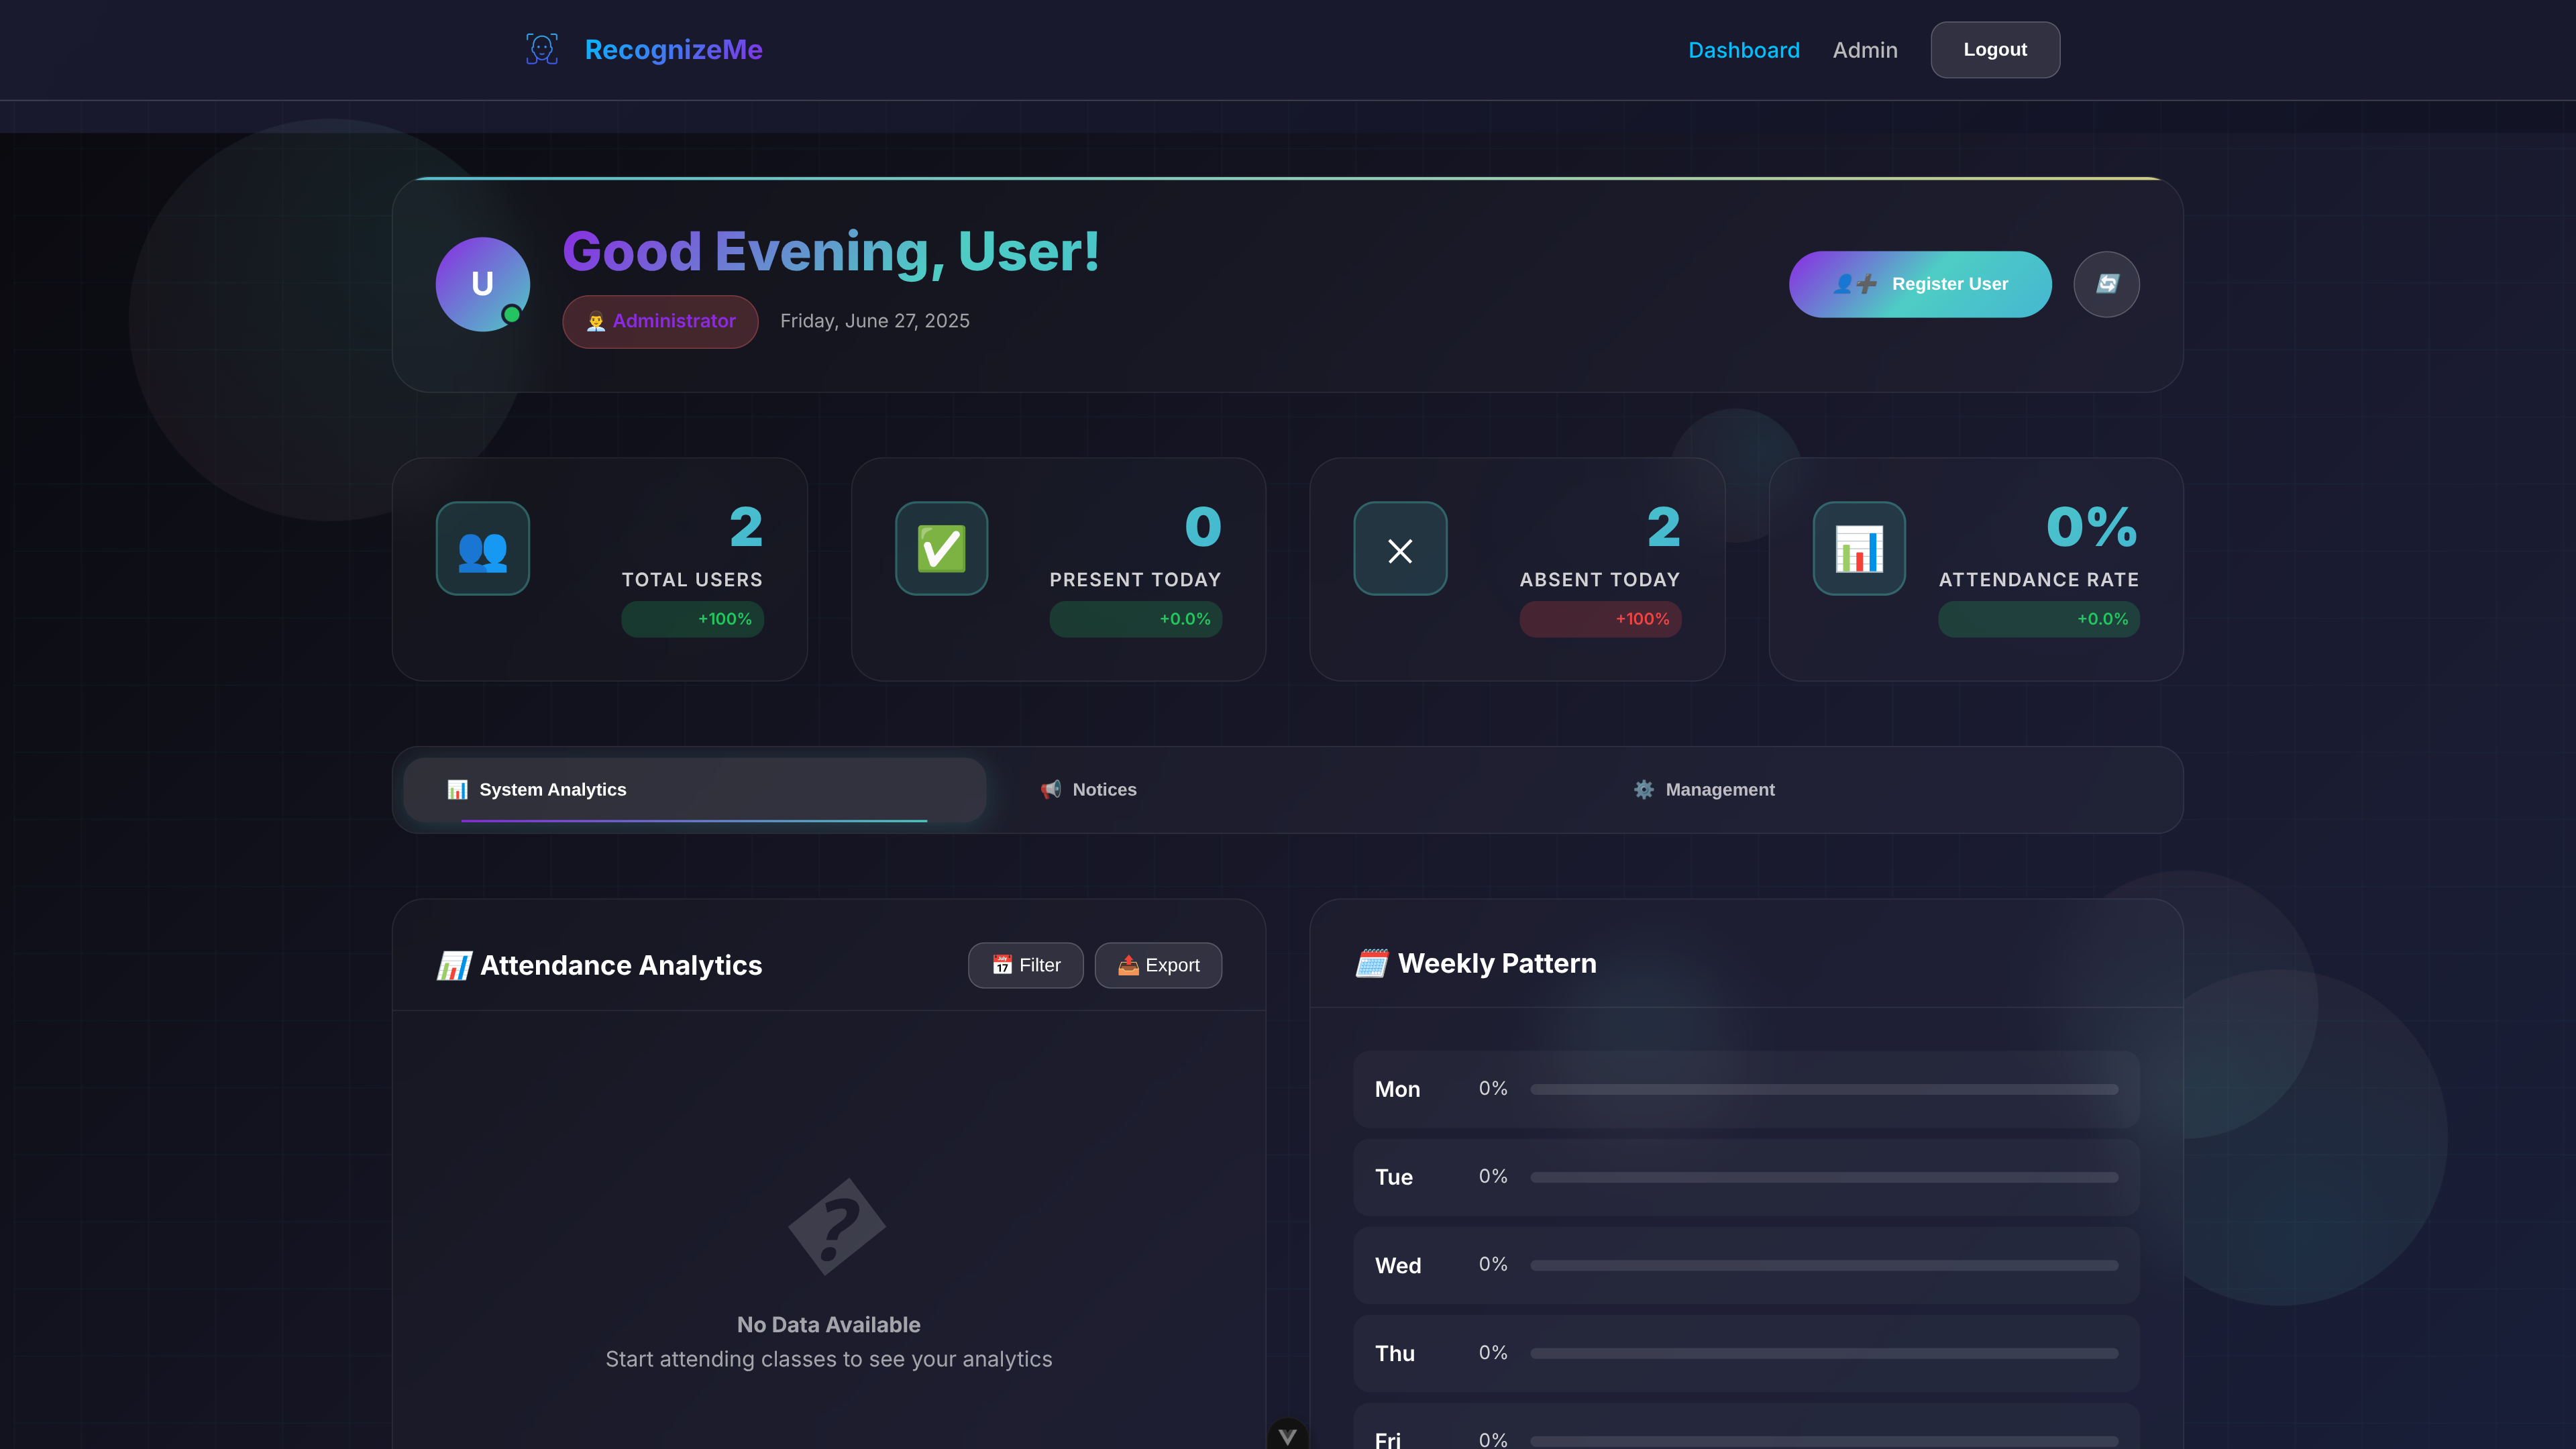 RecognizeMe
Dashboard
Admin
Logout
U
Good Evening, User!
Administrator
Friday, June 27, 2025
Register User
2
TOTAL USERS
+100%
0
PRESENT TODAY
+0.0%
2
ABSENT TODAY
+100%
0%
ATTENDANCE RATE
+0.0%
System Analytics
Notices
Management
Attendance Analytics
Filter
Export
No Data Available
Start attending classes to see your analytics
Weekly Pattern
Mon 0%
Tue 0%
Wed 0%
Thu 0%
Fri 0%